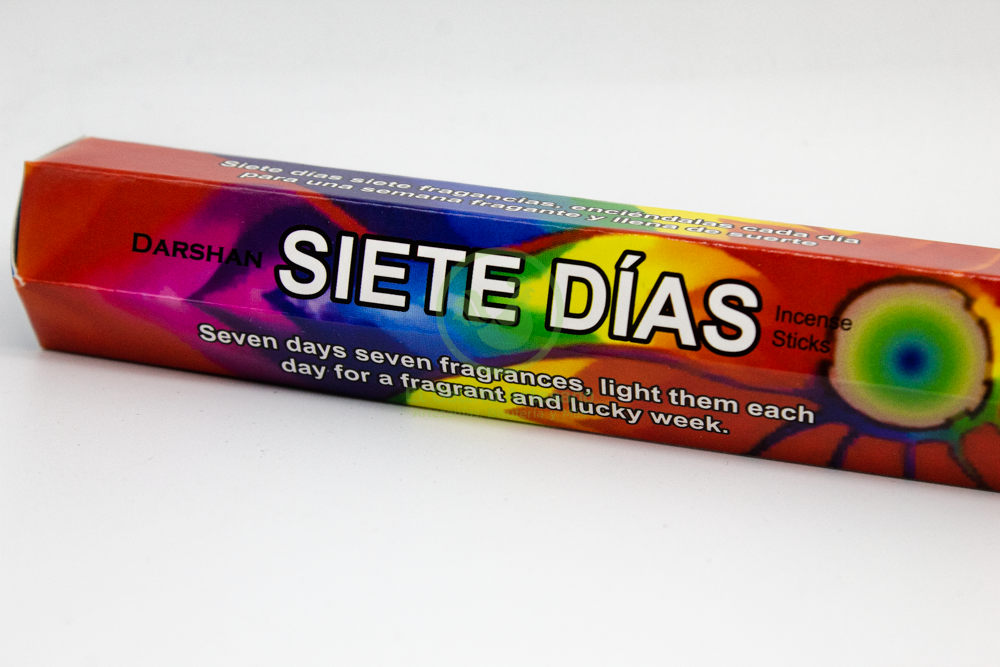 Siete días siete fragancias, enciéndalas cada día
para una semana fragante y llena de suerte
DARSHAN
SIETE DÍAS
Incense
Sticks
Seven days seven fragrances, light them each
day for a fragrant and lucky week.